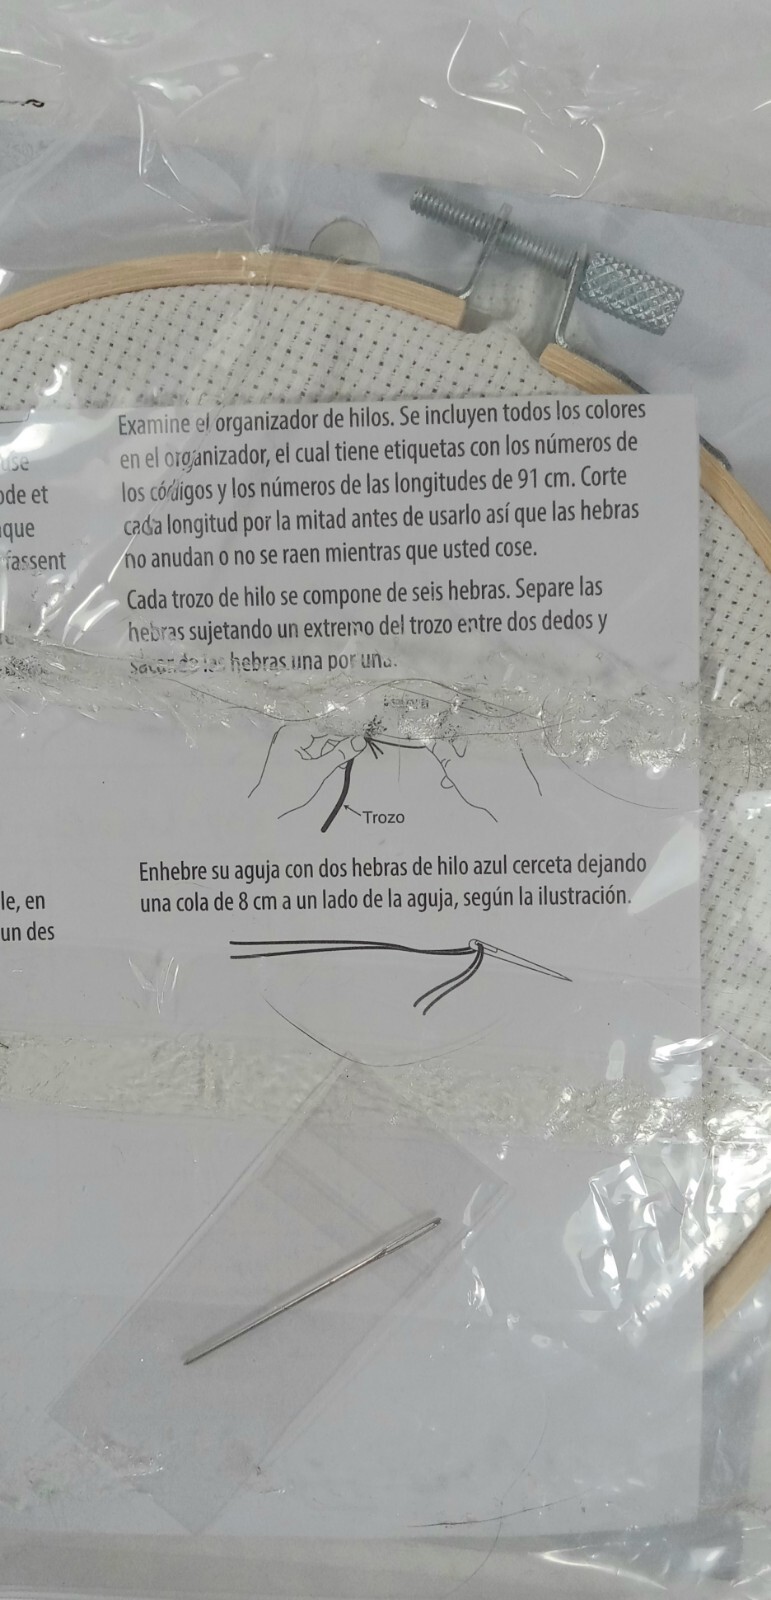 use
ode et
que
fassent
Examine el organizador de hilos. Se incluyen todos los colores
en el organizador, el cual tiene etiquetas con los números de
los códigos y los números de las longitudes de 91 cm. Corte
cada longitud por la mitad antes de usarlo así que las hebras
no anudan o no se raen mientras que usted cose.
Cada trozo de hilo se compone de seis hebras. Separe las
hebras sujetando un extremo del trozo entre dos dedos y
sacando las hebras una por una.
Trozo
le, en
un des
Enhebre su aguja con dos hebras de hilo azul cerceta dejando
una cola de 8 cm a un lado de la aguja, según la ilustración.